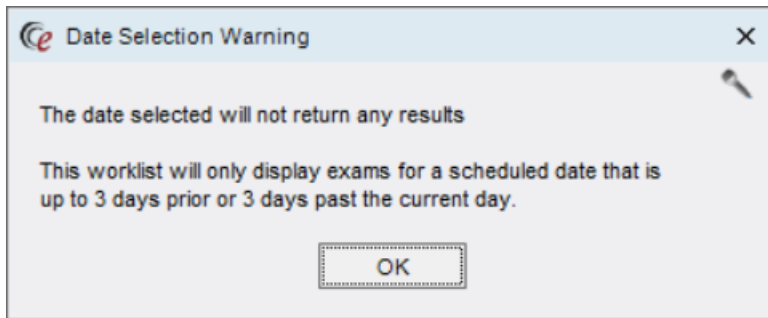 Date Selection Warning
The date selected will not return any results
This worklist will only display exams for a scheduled date that is
up to 3 days prior or 3 days past the current day.
OK